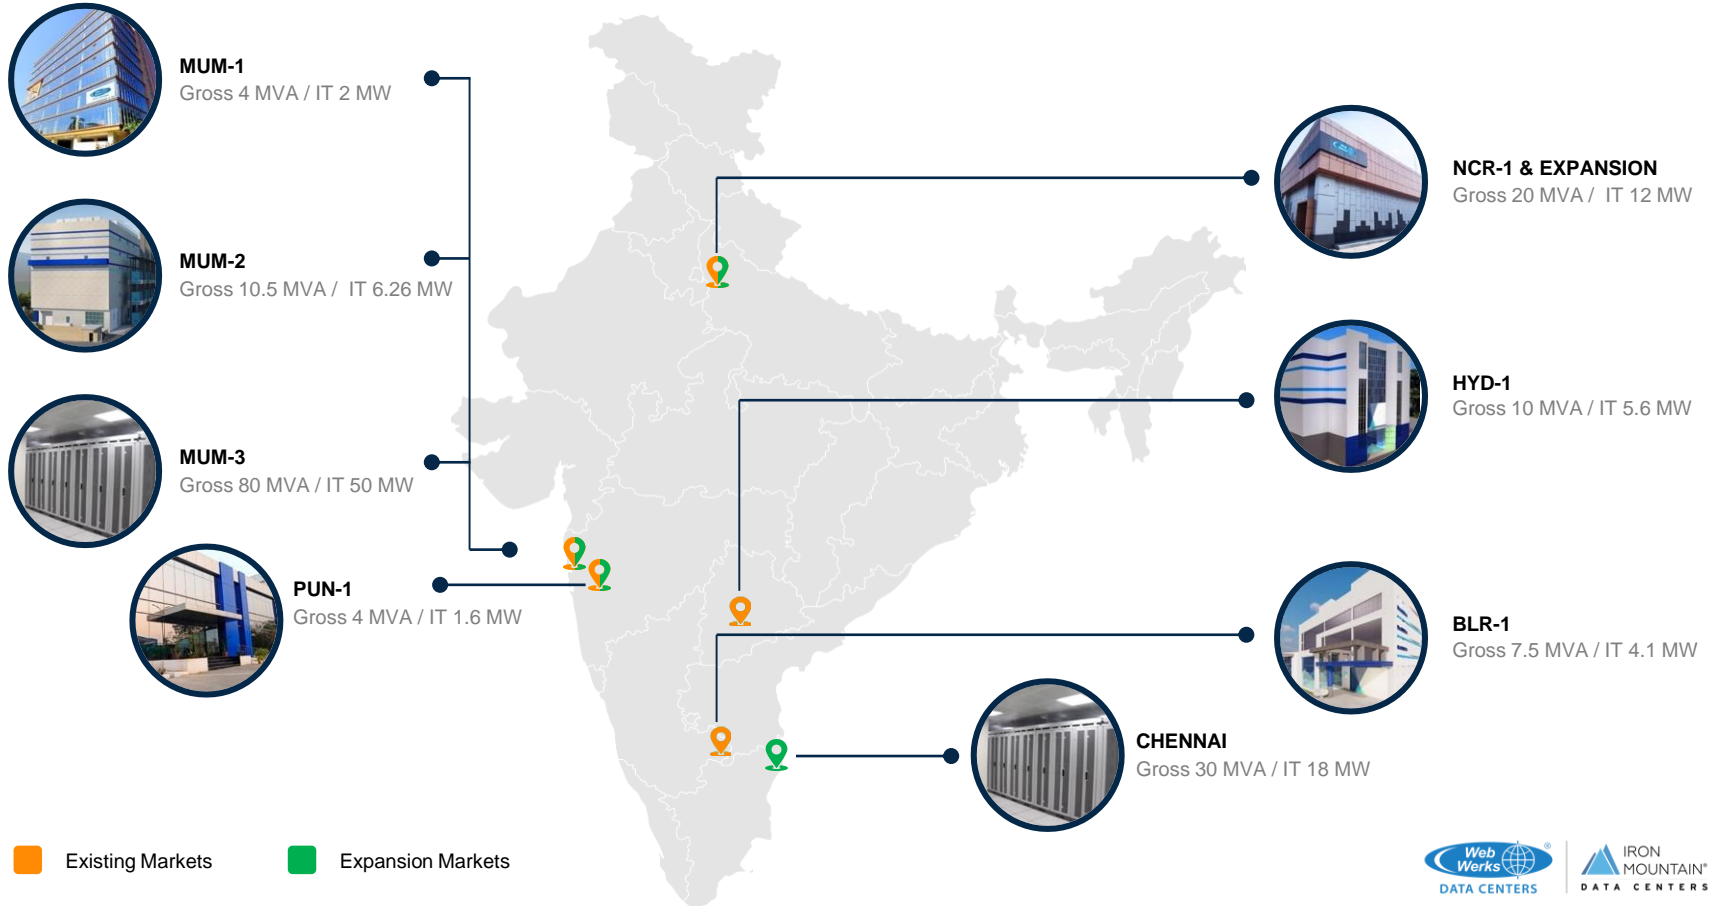 MUM-1
Gross 4 MVA / IT 2 MW
MUM-2
Gross 10.5 MVA / IT 6.26 MW
MUM-3
Gross 80 MVA / IT 50 MW
PUN-1
Gross 4 MVA / IT 1.6 MW
NCR-1 & EXPANSION
Gross 20 MVA / IT 12 MW
HYD-1
Gross 10 MVA / IT 5.6 MW
BLR-1
Gross 7.5 MVA / IT 4.1 MW
CHENNAI
Gross 30 MVA / IT 18 MW
Existing Markets
Expansion Markets
Web
Werks®
DATA CENTERS
IRON
MOUNTAIN®
DATA CENTERS